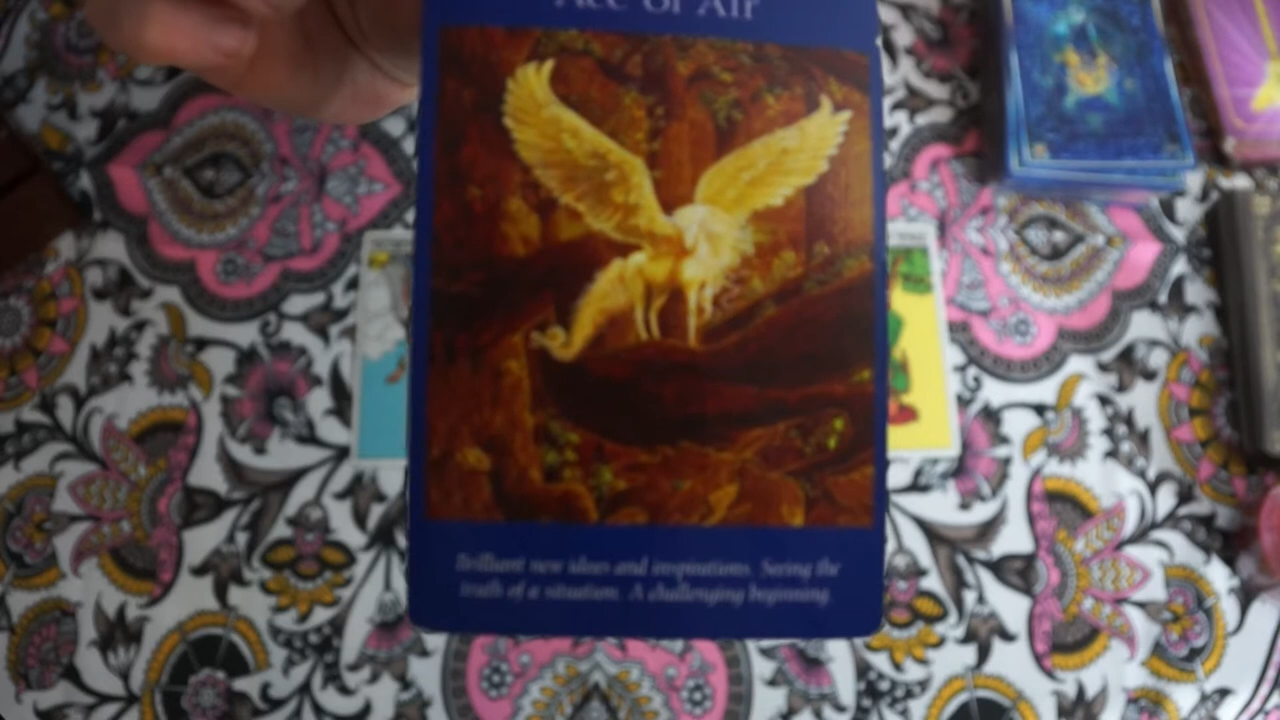 Ace of Air
Brilliant new ideas and inspirations. Seeing the
truth of a situation. A challenging beginning.